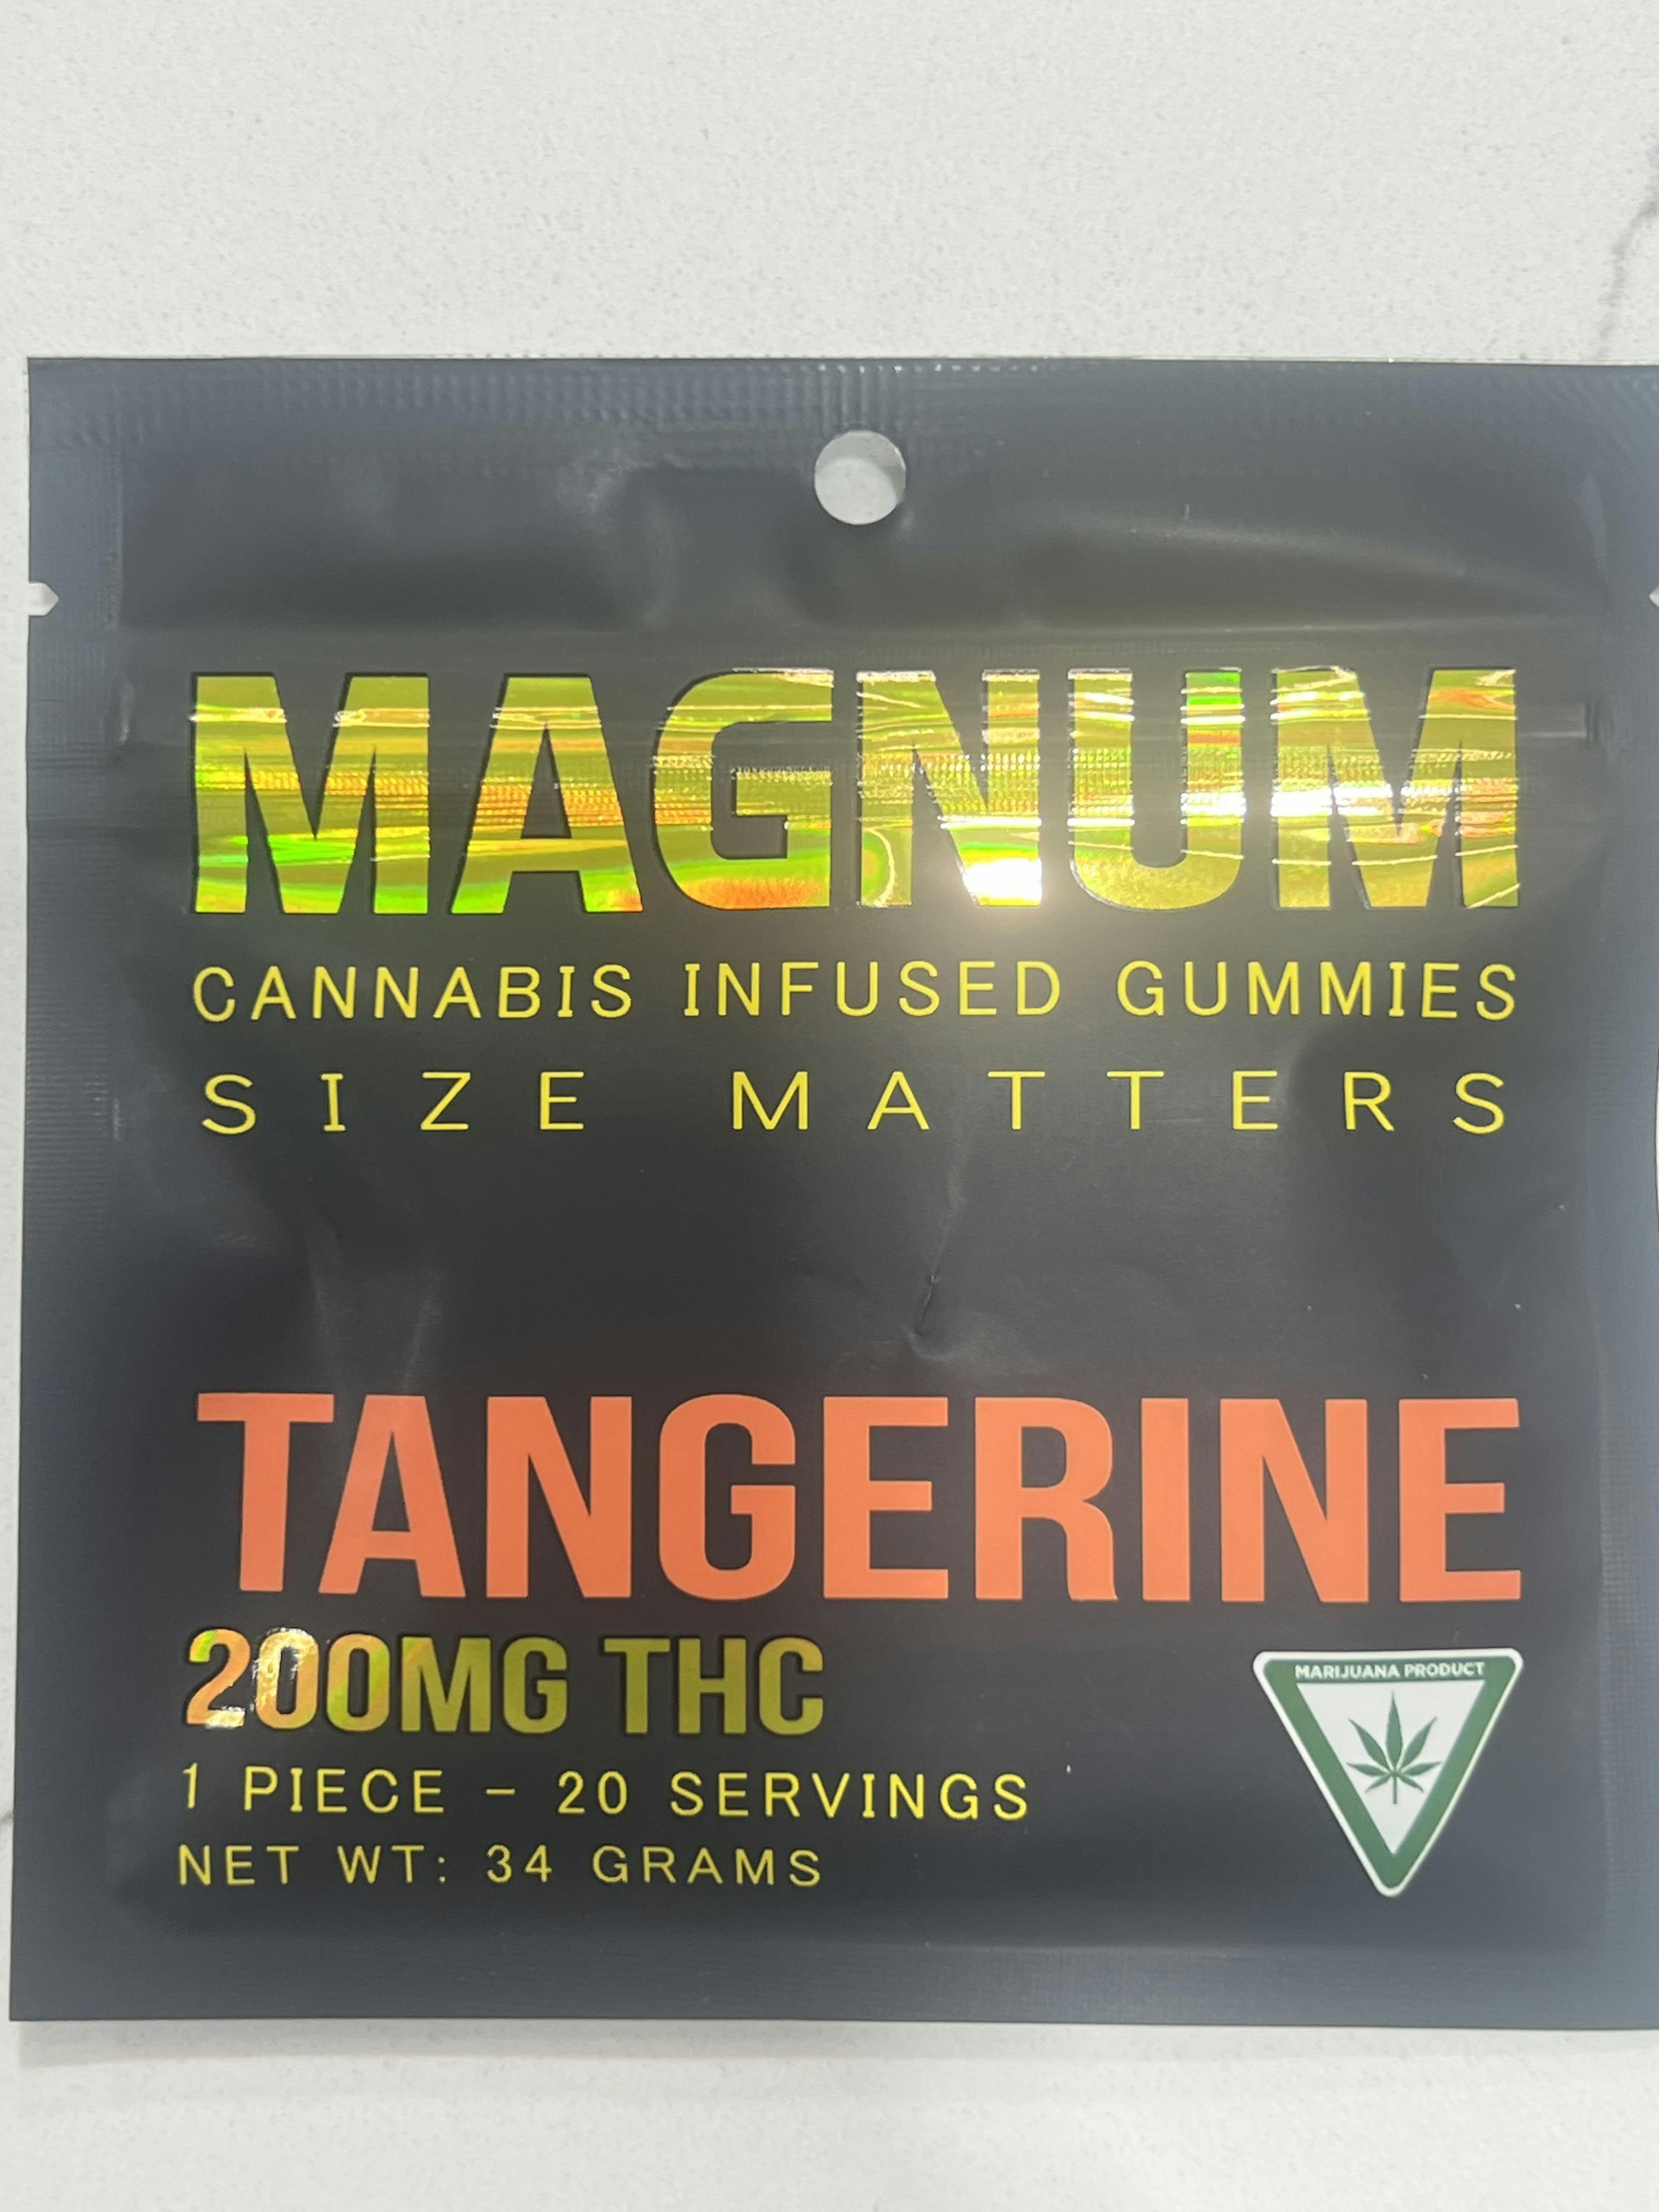 MAGNUM
CANNABIS INFUSED GUMMIES
SIZE MATTERS
TANGERINE
200MG THC
1 PIECE - 20 SERVINGS
NET WT: 34 GRAMS
MARIJUANA PRODUCT